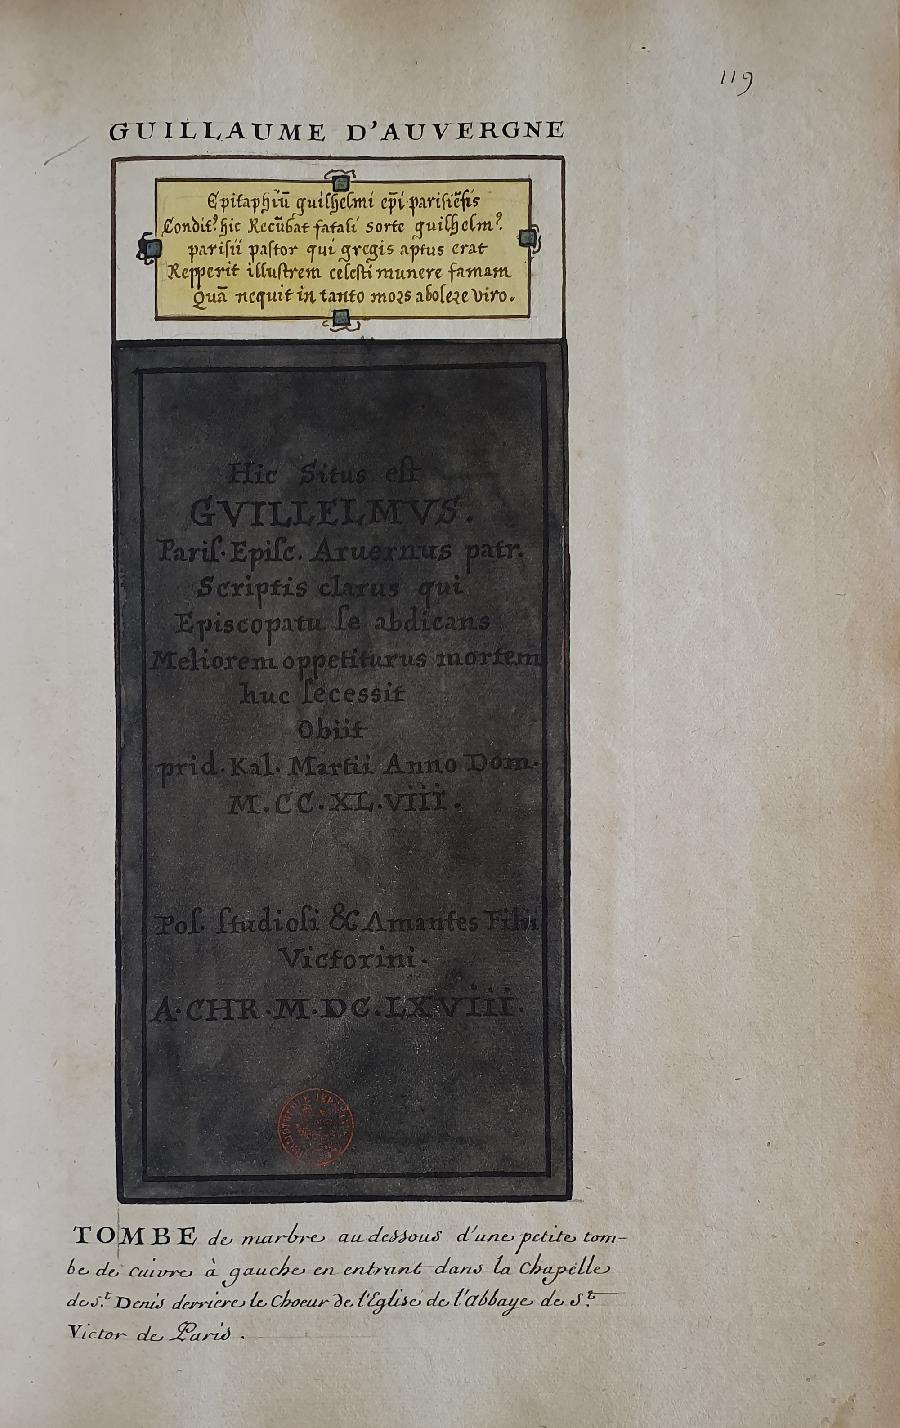 119
GUILLAUME D'AUVERGNE
Epitaphiū guilhelmi epi parisiēsis
Condit⁹ hic Recūbat fatali sorte guilhelm⁹.
parisii pastor qui gregis aptus erat
Repperit illustrem celesti munere famam
Quā nequit in tanto mors abolere viro.
Hic Situs est
GVILLELMVS.
Paris. Episc. Aruernus patr.
Scriptis clarus qui
Episcopatu se abdicans
Meliorem oppetiturus mortem
huc secessit
Obiit
prid. Kal. Martii Anno Dom.
M.CC.XL.VIII.
Pos. studiosi & Amantes Filii
Victorini.
A.CHR.M.DC.LXVIII.
TOMBE de marbre au dessous d'une petite tom-
be de cuivre à gauche en entrant dans la Chapelle
de S.t Denis derriere le Choeur de l'Eglise de l'abbaye de S.t
Victor de Paris.